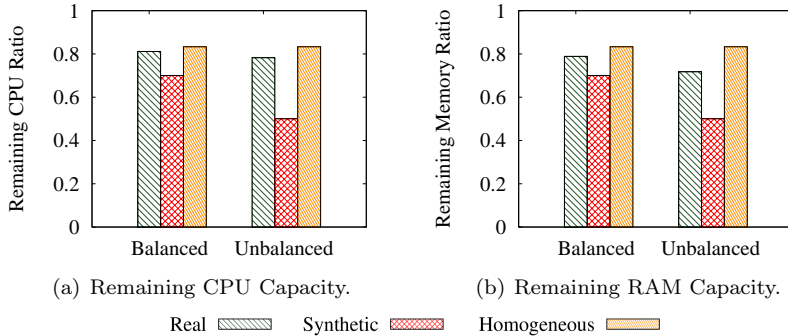 Remaining CPU Ratio
1
0.8
0.6
0.4
0.2
0
Balanced Unbalanced
(a) Remaining CPU Capacity.
Remaining Memory Ratio
1
0.8
0.6
0.4
0.2
0
Balanced Unbalanced
(b) Remaining RAM Capacity.
Real Synthetic Homogeneous